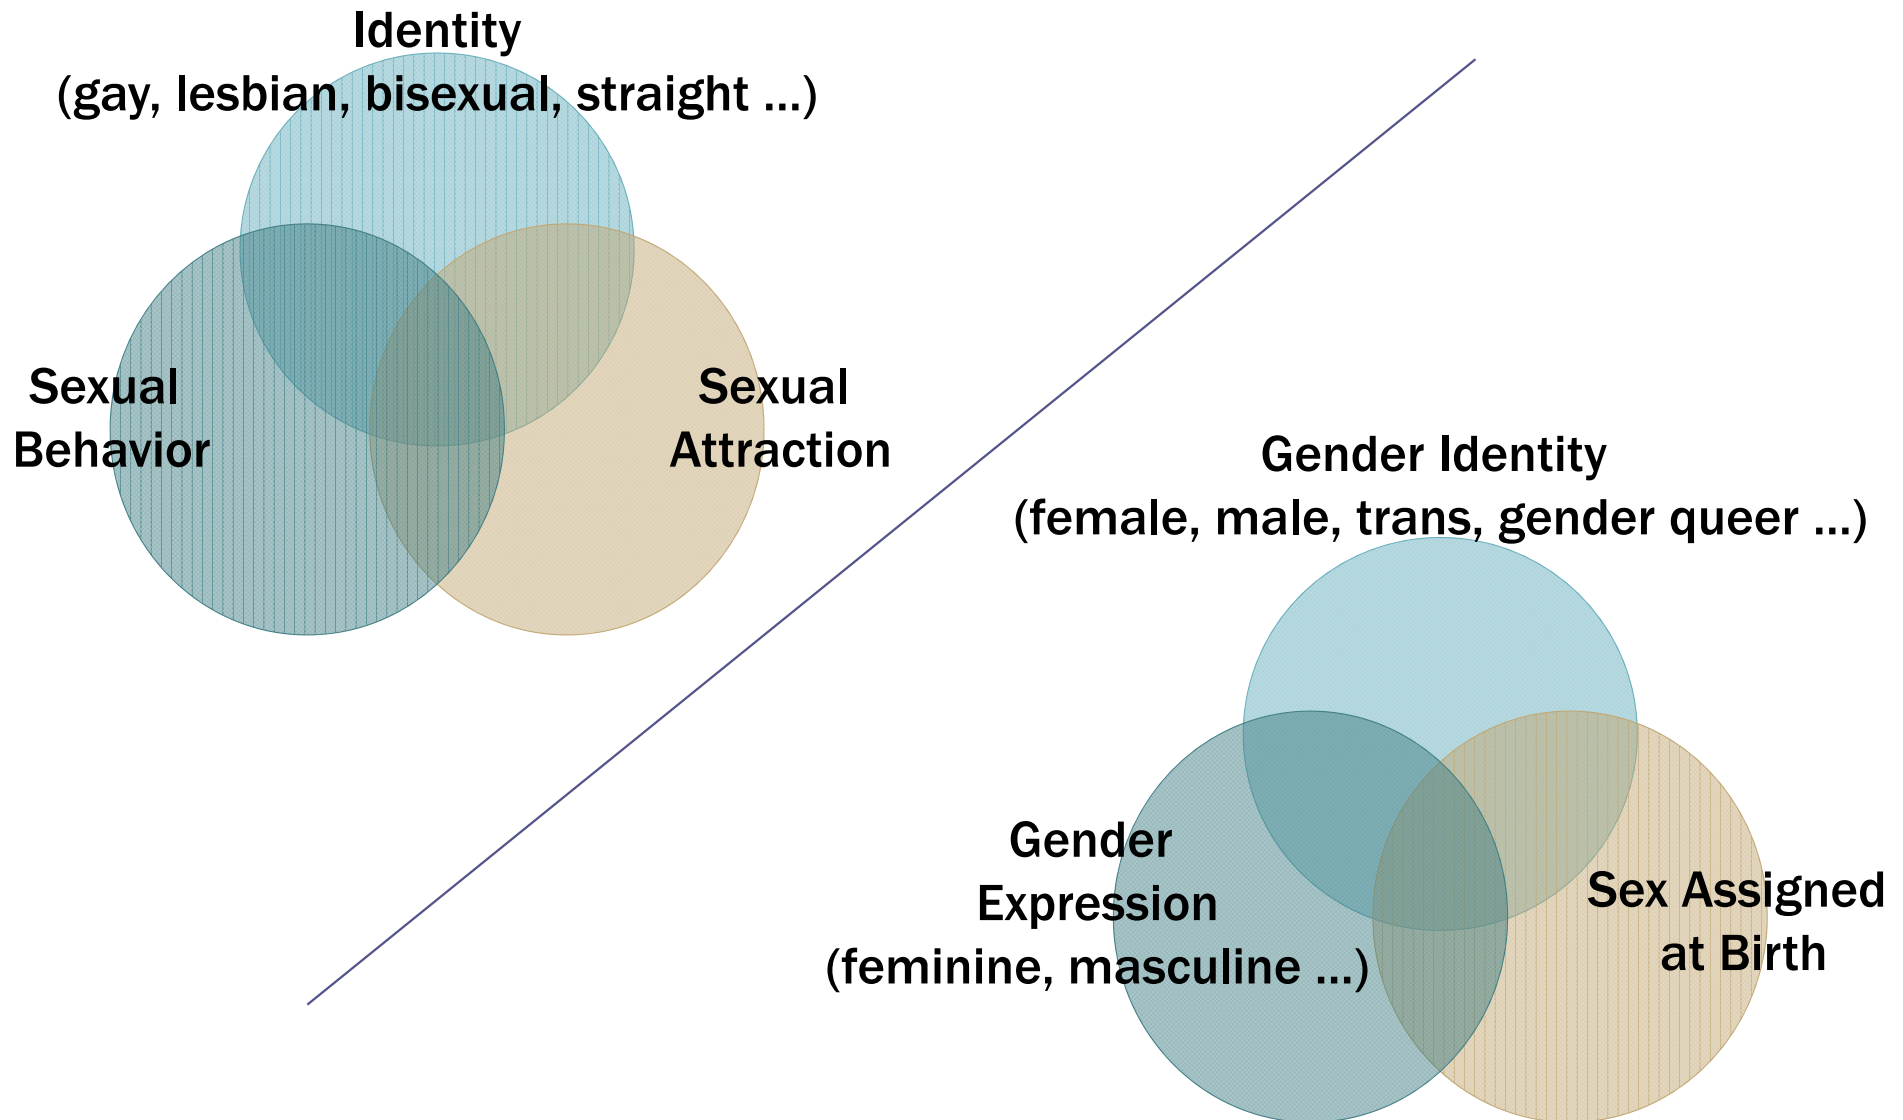 Identity
(gay, lesbian, bisexual, straight ...)
Sexual
Behavior
Sexual
Attraction
Gender Identity
(female, male, trans, gender queer ...)
Gender
Expression
(feminine, masculine ...)
Sex Assigned
at Birth